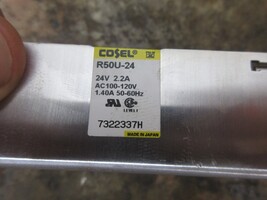 COSEL
R50U-24
24V 2.2A
AC100-120V
1.40A 50-60Hz
7322337H
MADE IN JAPAN